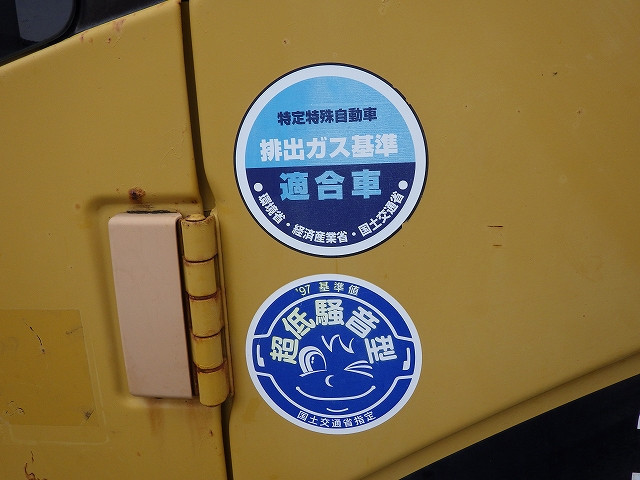 特定特殊自動車
排出ガス基準
適合車
●環境省・経済産業省・国土交通省●
'97 基準値
超低騒音型
国土交通省指定